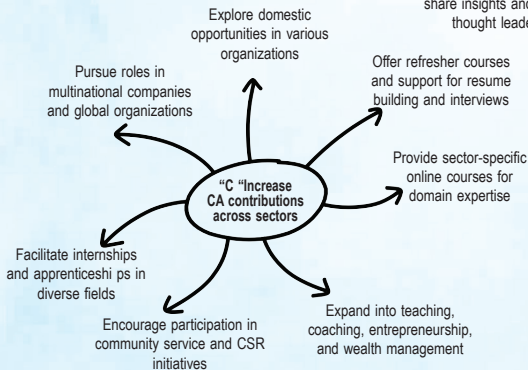 share insights and
thought leade
Explore domestic
opportunities in various
organizations
Offer refresher courses
and support for resume
building and interviews
Pursue roles in
multinational companies
and global organizations
Provide sector-specific
online courses for
domain expertise
"C "Increase
CA contributions
across sectors
Facilitate internships
and apprenticeshi ps in
diverse fields
Expand into teaching,
coaching, entrepreneurship,
and wealth management
Encourage participation in
community service and CSR
initiatives